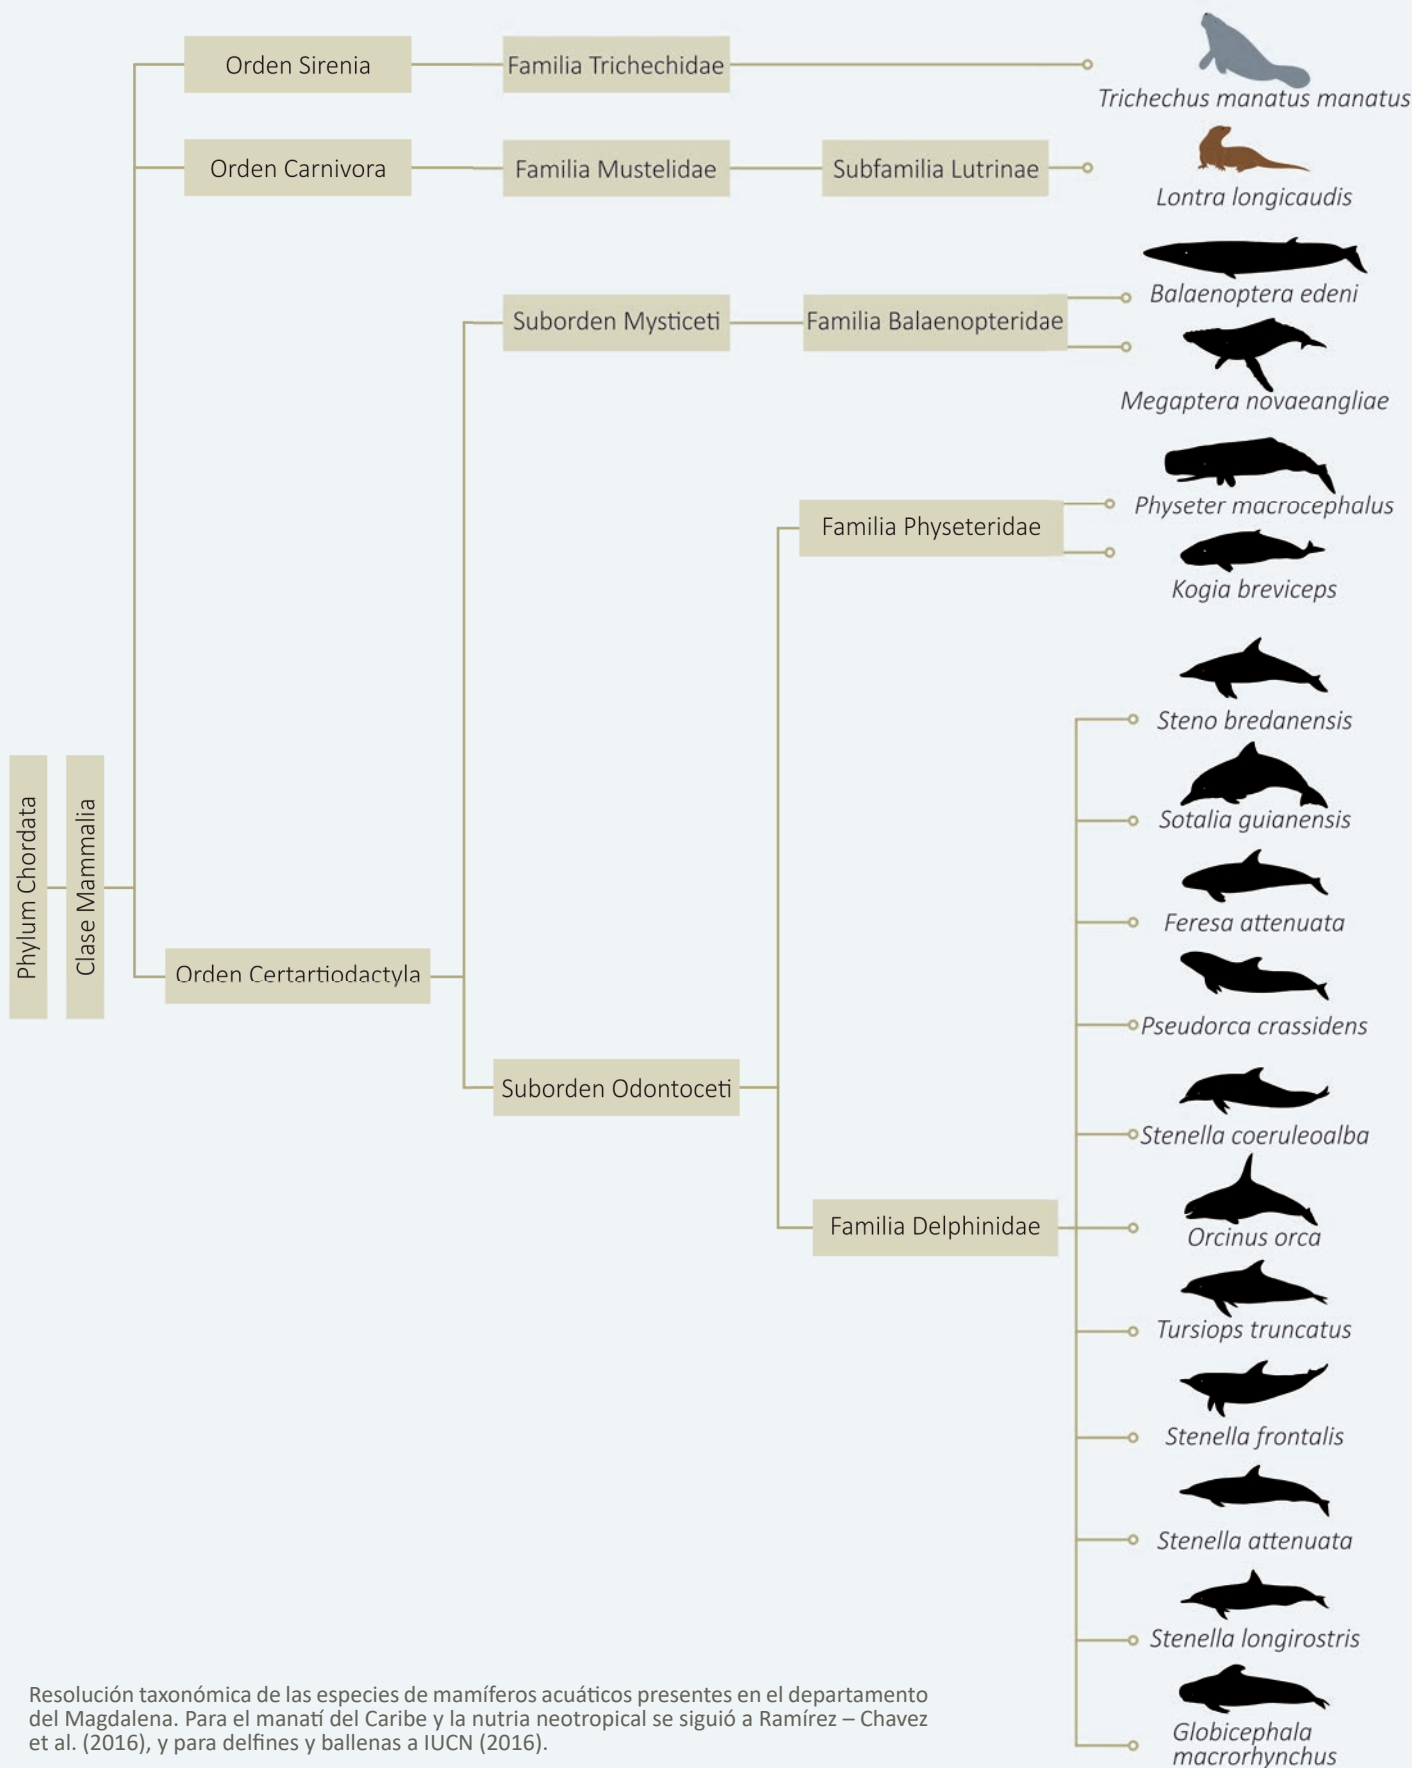 Phylum Chordata
Clase Mammalia
Orden Sirenia
Familia Trichechidae
Trichechus manatus manatus
Orden Carnivora
Familia Mustelidae
Subfamilia Lutrinae
Lontra longicaudis
Orden Certartiodactyla
Suborden Mysticeti
Familia Balaenopteridae
Balaenoptera edeni
Megaptera novaeangliae
Suborden Odontoceti
Familia Physeteridae
Physeter macrocephalus
Kogia breviceps
Familia Delphinidae
Steno bredanensis
Sotalia guianensis
Feresa attenuata
Pseudorca crassidens
Stenella coeruleoalba
Orcinus orca
Tursiops truncatus
Stenella frontalis
Stenella attenuata
Stenella longirostris
Globicephala
macrorhynchus
Resolución taxonómica de las especies de mamíferos acuáticos presentes en el departamento
del Magdalena. Para el manatí del Caribe y la nutria neotropical se siguió a Ramírez – Chavez
et al. (2016), y para delfines y ballenas a IUCN (2016).